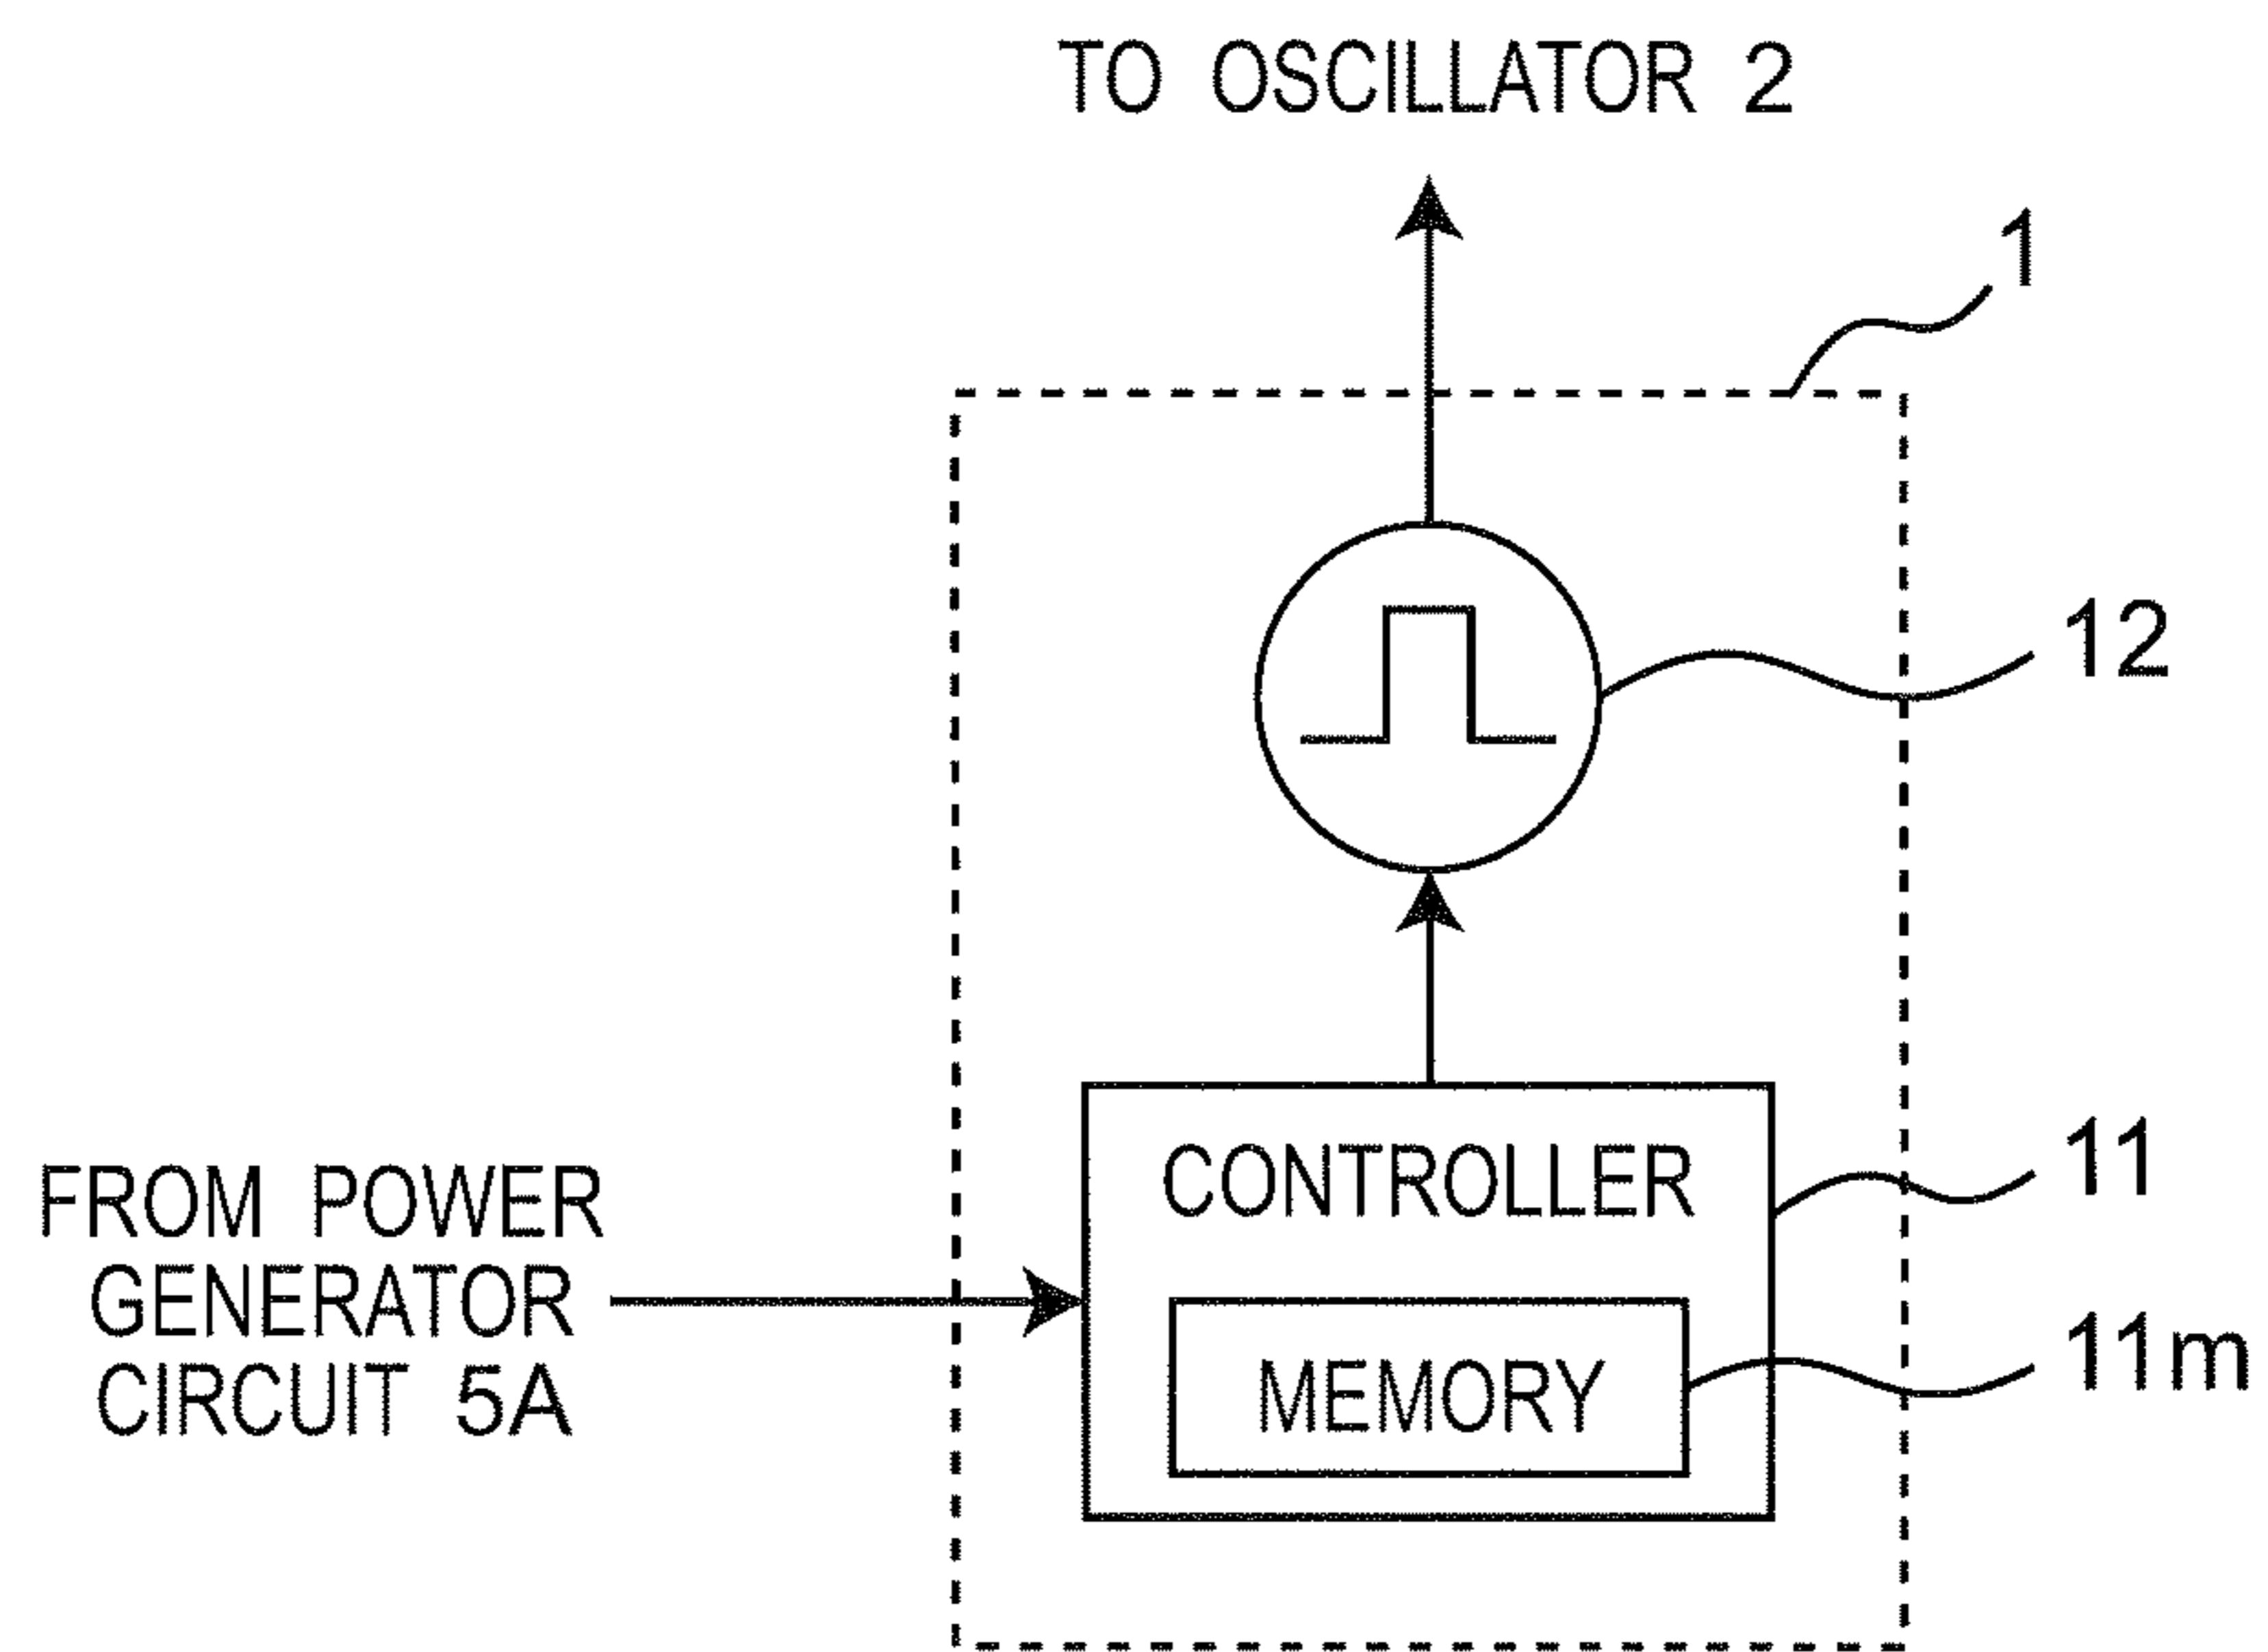 TO OSCILLATOR 2
1
12
CONTROLLER
11
FROM POWER
GENERATOR
CIRCUIT 5A
MEMORY
11m